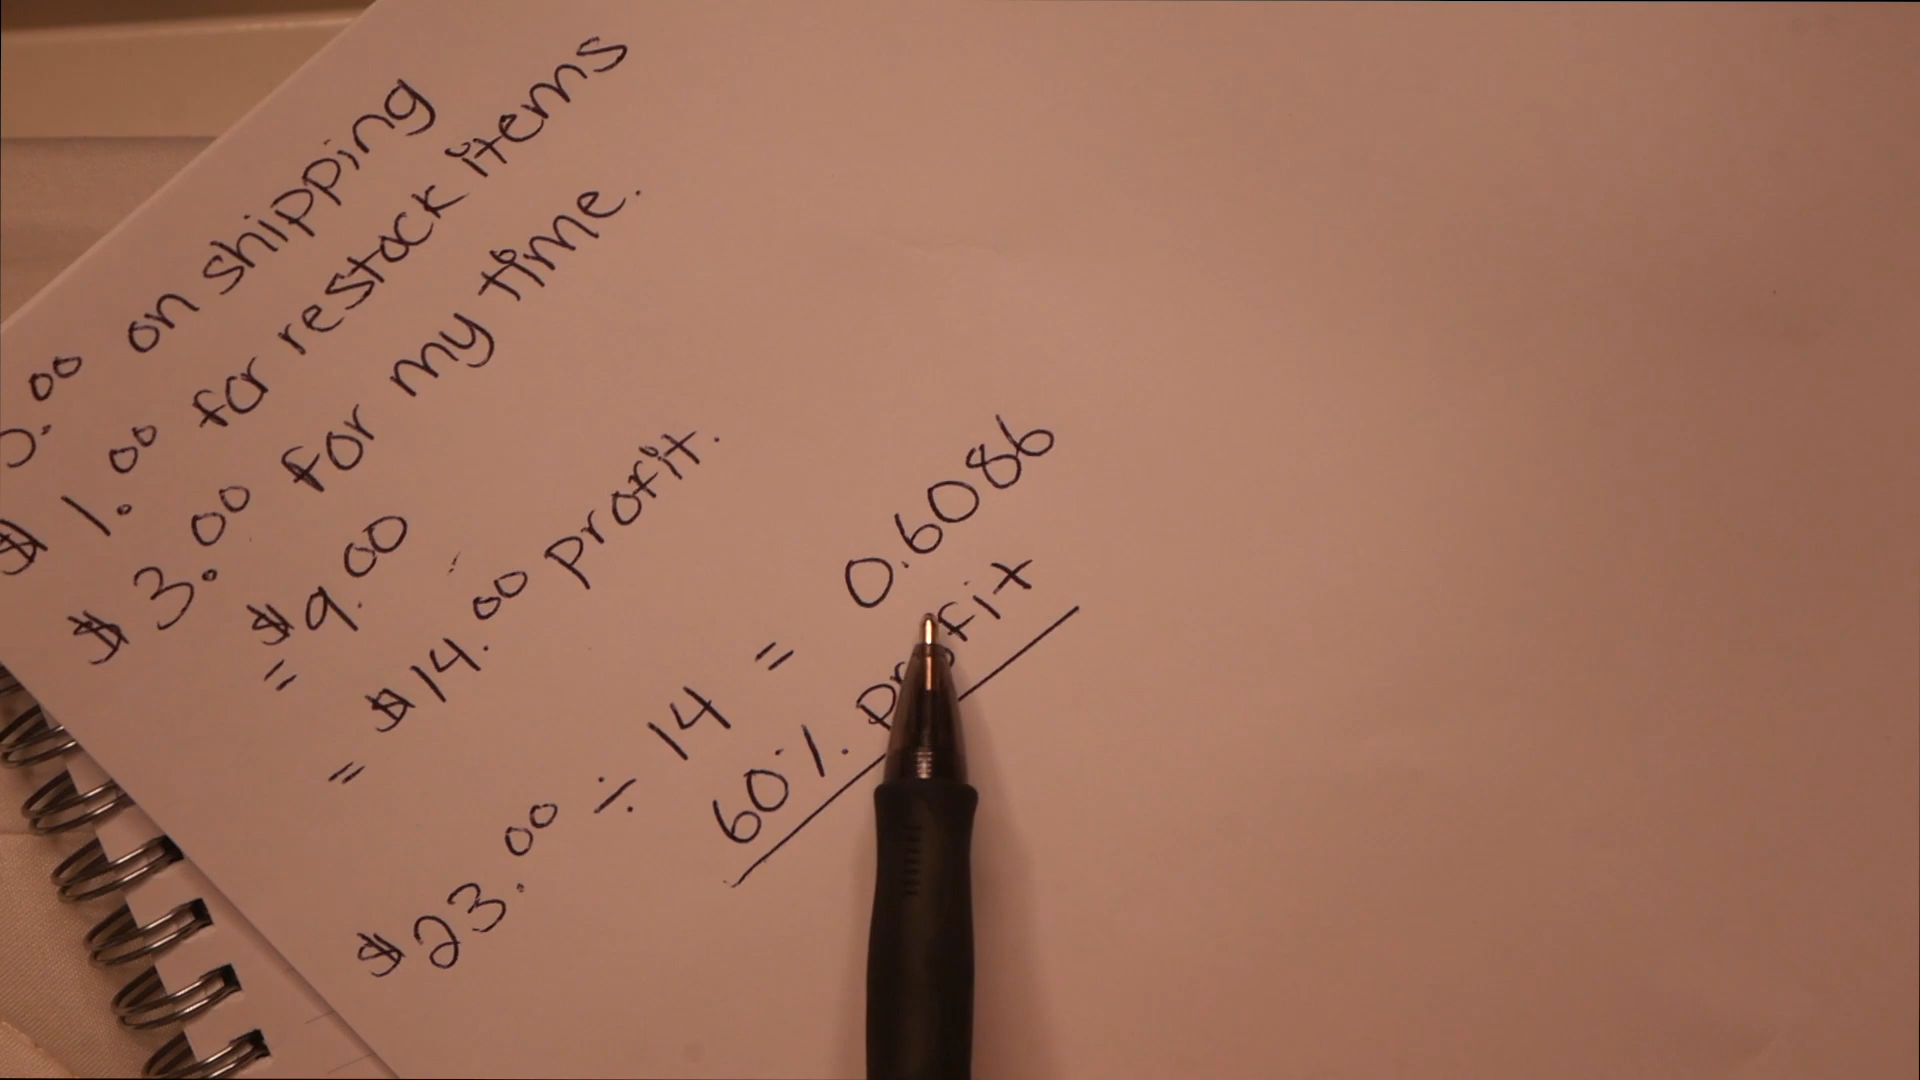 .00 on shipping
$ 1.00 for restock items
$ 3.00 for my time.
= $9.00
= $14.00 profit.
$23.00 ÷ 14 = 0.6086
60%. profit